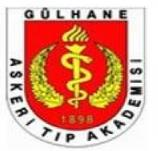 GÜLHANE
ASKERİ TIP AKADEMİSİ
1898